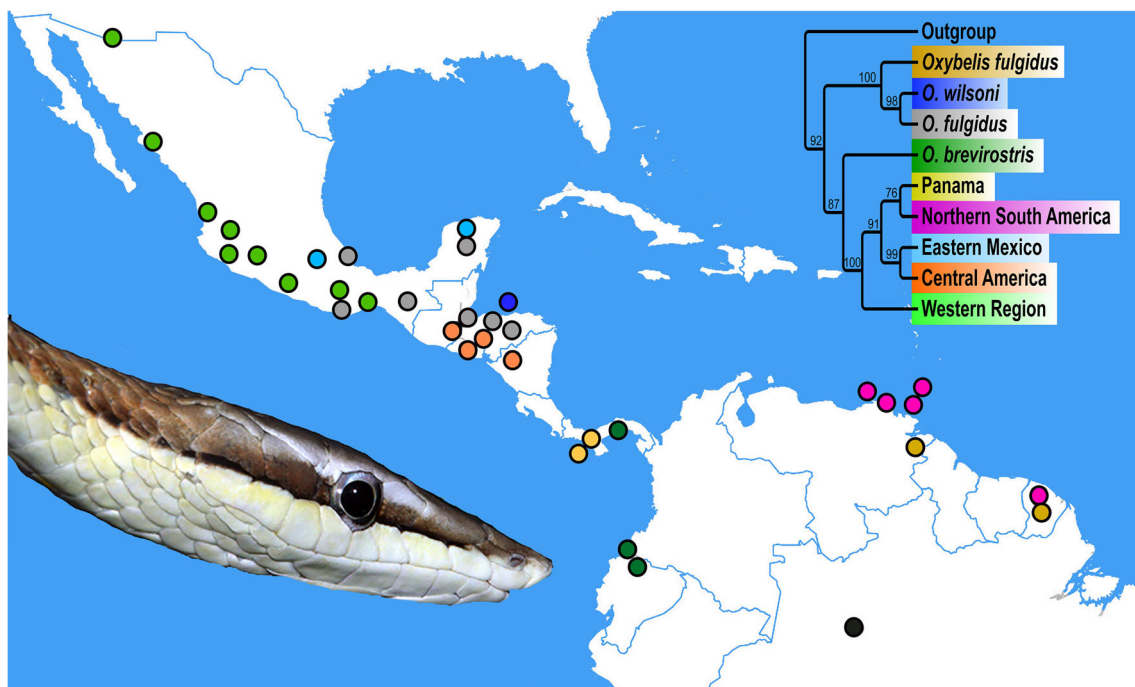 Outgroup
Oxybelis fulgidus
100
O. wilsoni
98
O. fulgidus
92
O. brevirostris
Panama
76
87
Northern South America
91
Eastern Mexico
99
100
Central America
Western Region